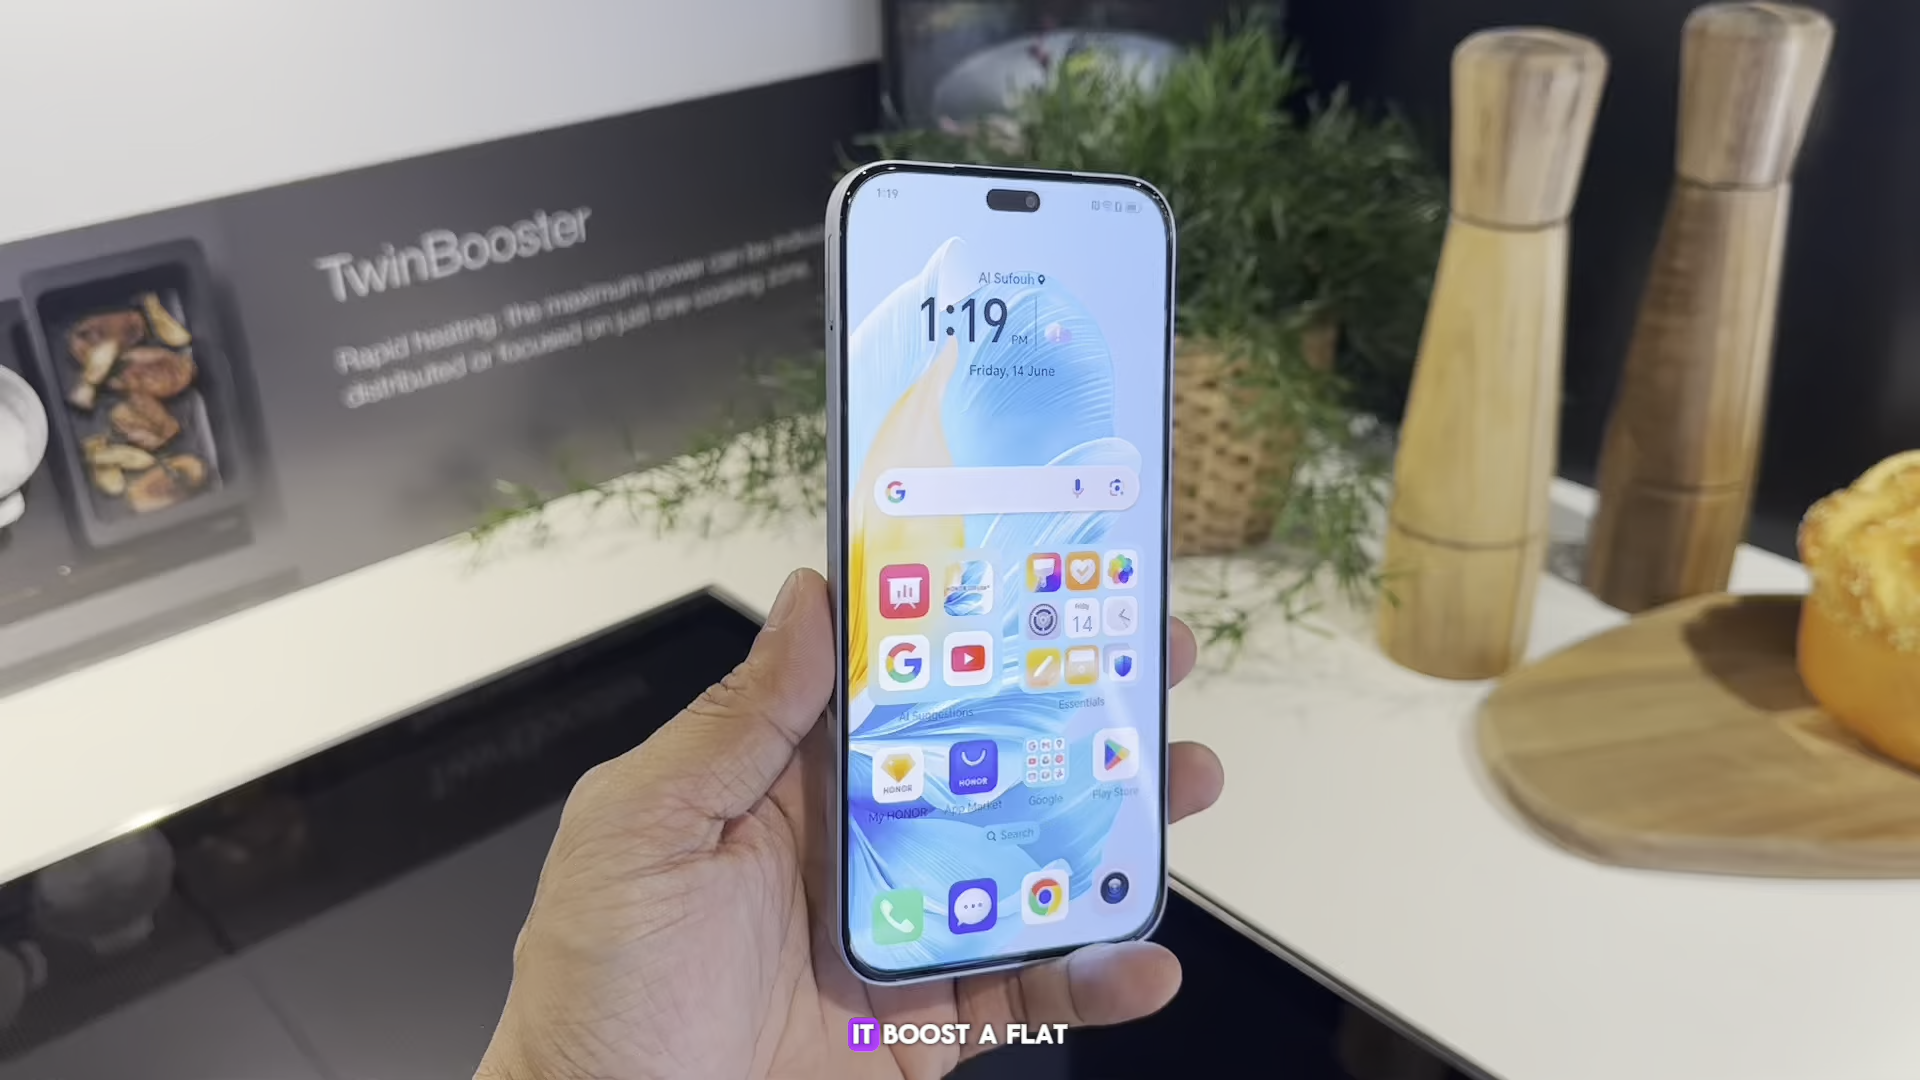 TwinBooster
Rapid heating: the maximum power can be
distributed or focused on just one cooking zone.
1:19
Al Sufouh
1:19 PM
Friday, 14 June
Friday
14
AI Suggestions
Essentials
HONOR
HONOR
My HONOR
App Market
Google
Play Store
Search
IT BOOST A FLAT